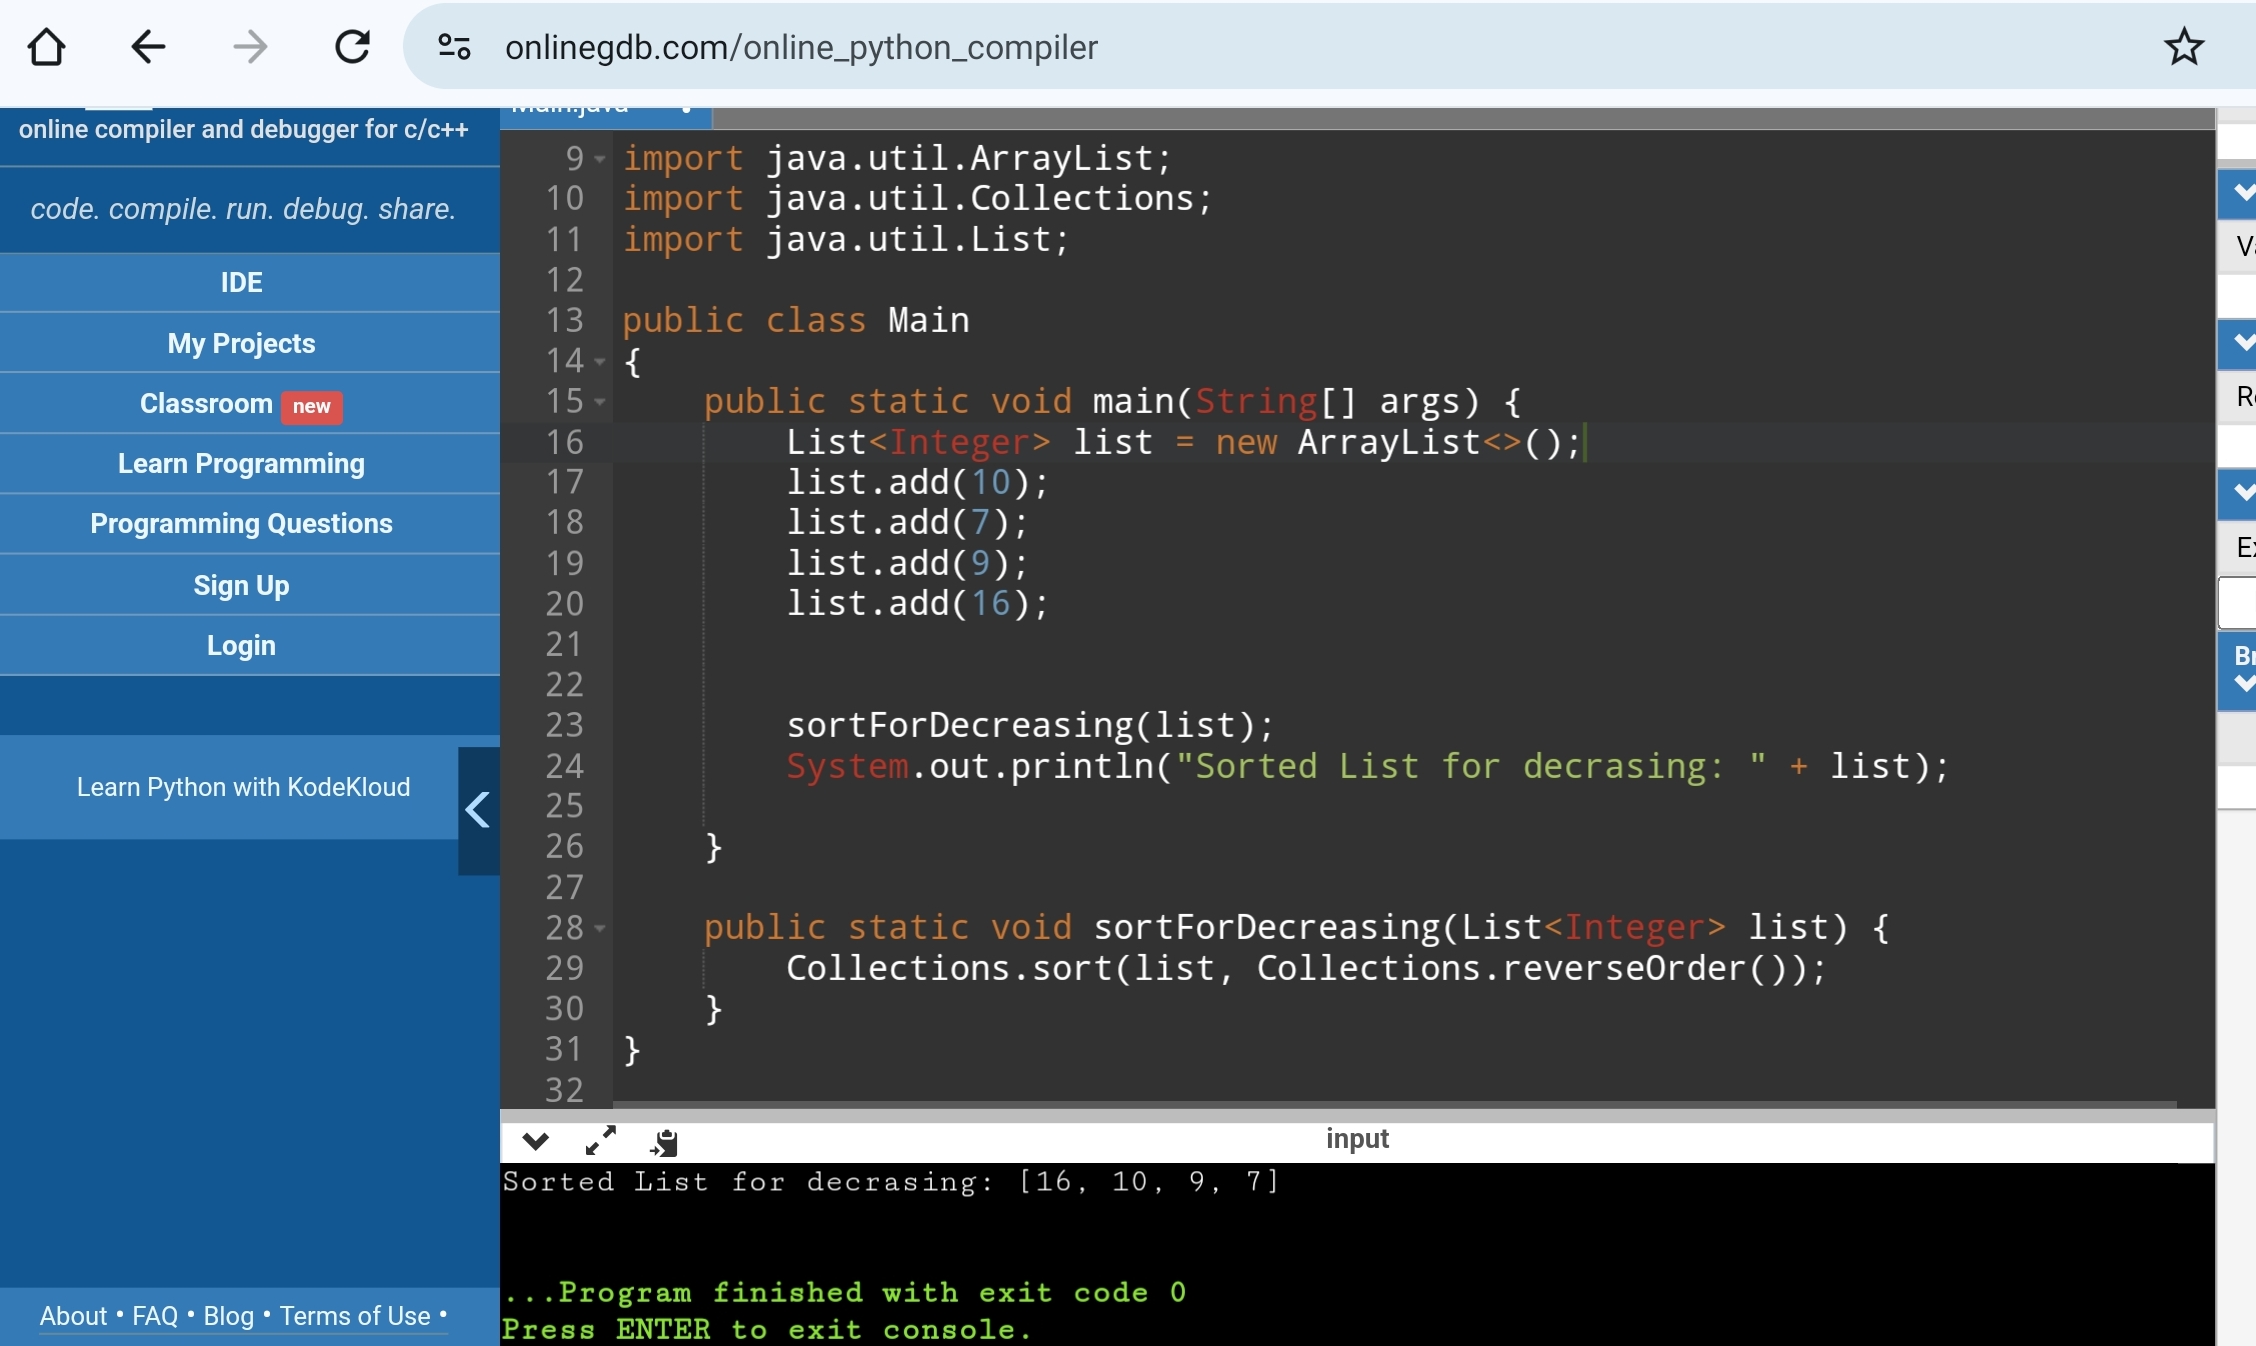 onlinegdb.com/online_python_compiler
online compiler and debugger for c/c++
code. compile. run. debug. share.
IDE
My Projects
Classroom new
Learn Programming
Programming Questions
Sign Up
Login
Learn Python with KodeKloud
About • FAQ • Blog • Terms of Use •
Main.java
9 import java.util.ArrayList;
10 import java.util.Collections;
11 import java.util.List;
12
13 public class Main
14 {
15     public static void main(String[] args) {
16         List<Integer> list = new ArrayList<>();
17         list.add(10);
18         list.add(7);
19         list.add(9);
20         list.add(16);
21
22
23         sortForDecreasing(list);
24         System.out.println("Sorted List for decrasing: " + list);
25
26     }
27
28     public static void sortForDecreasing(List<Integer> list) {
29         Collections.sort(list, Collections.reverseOrder());
30     }
31 }
32
input
Sorted List for decrasing: [16, 10, 9, 7]
...Program finished with exit code 0
Press ENTER to exit console.